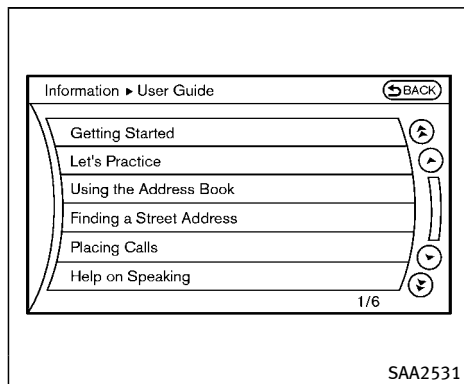 Information ▸ User Guide
BACK
Getting Started
Let's Practice
Using the Address Book
Finding a Street Address
Placing Calls
Help on Speaking
1/6
SAA2531